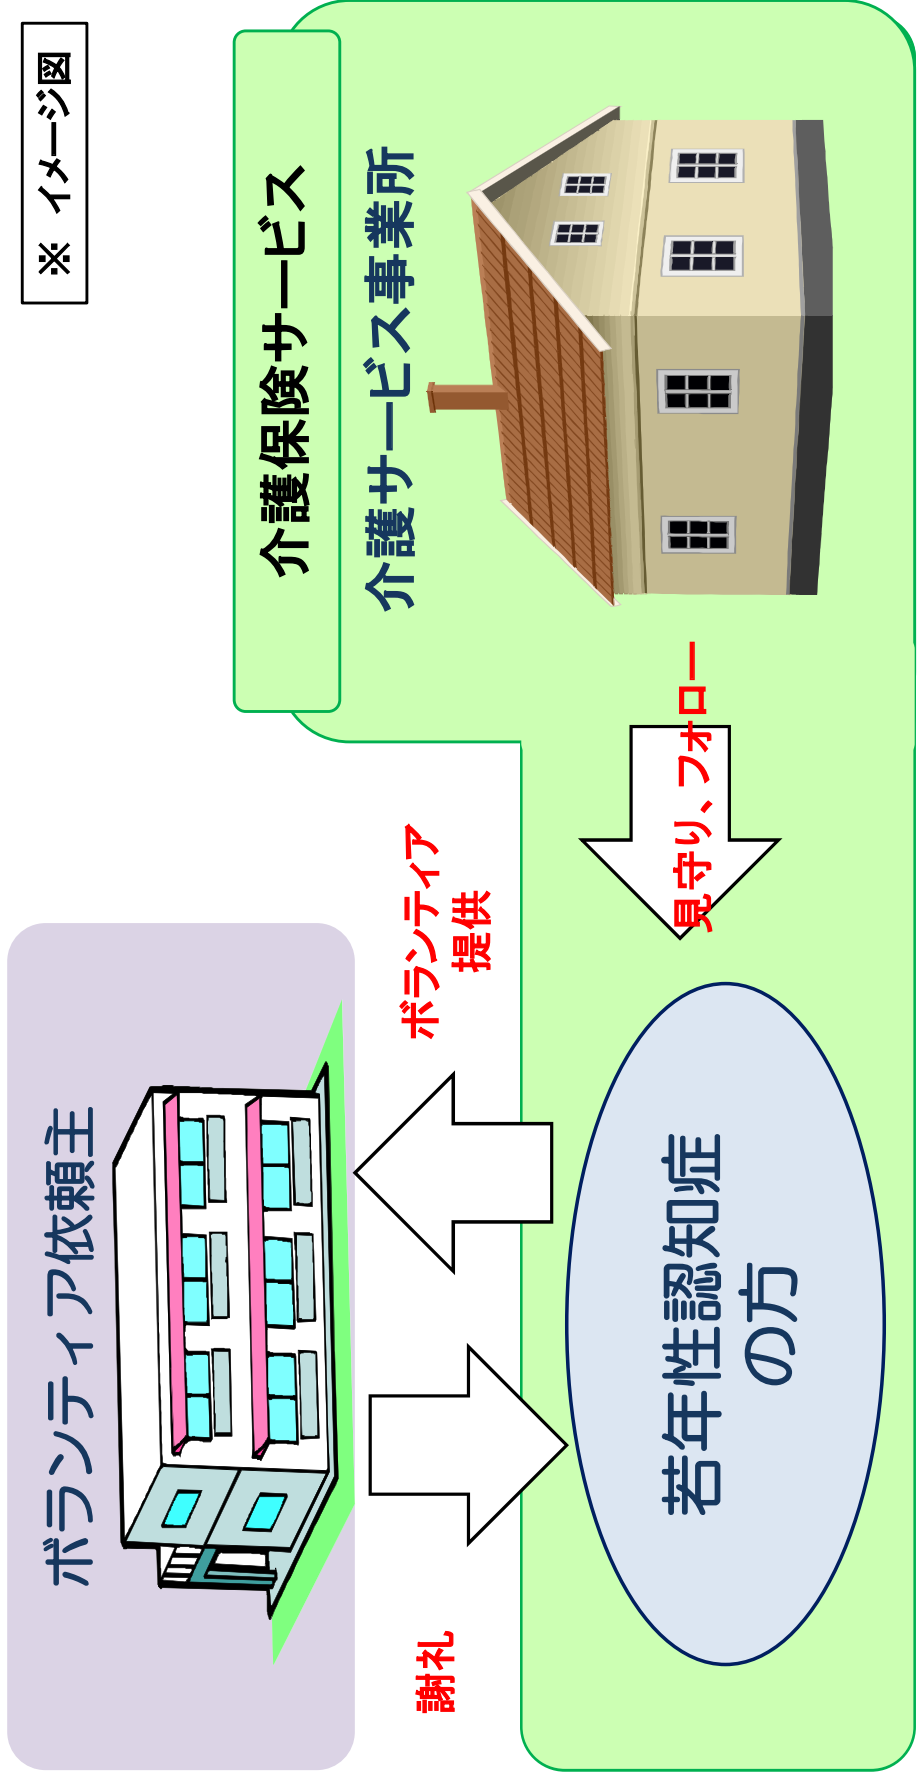 ※ イメージ図
ボランティア依頼主
介護保険サービス
介護サービス事業所
謝礼
ボランティア
提供
見守り、フォロー
若年性認知症
の方